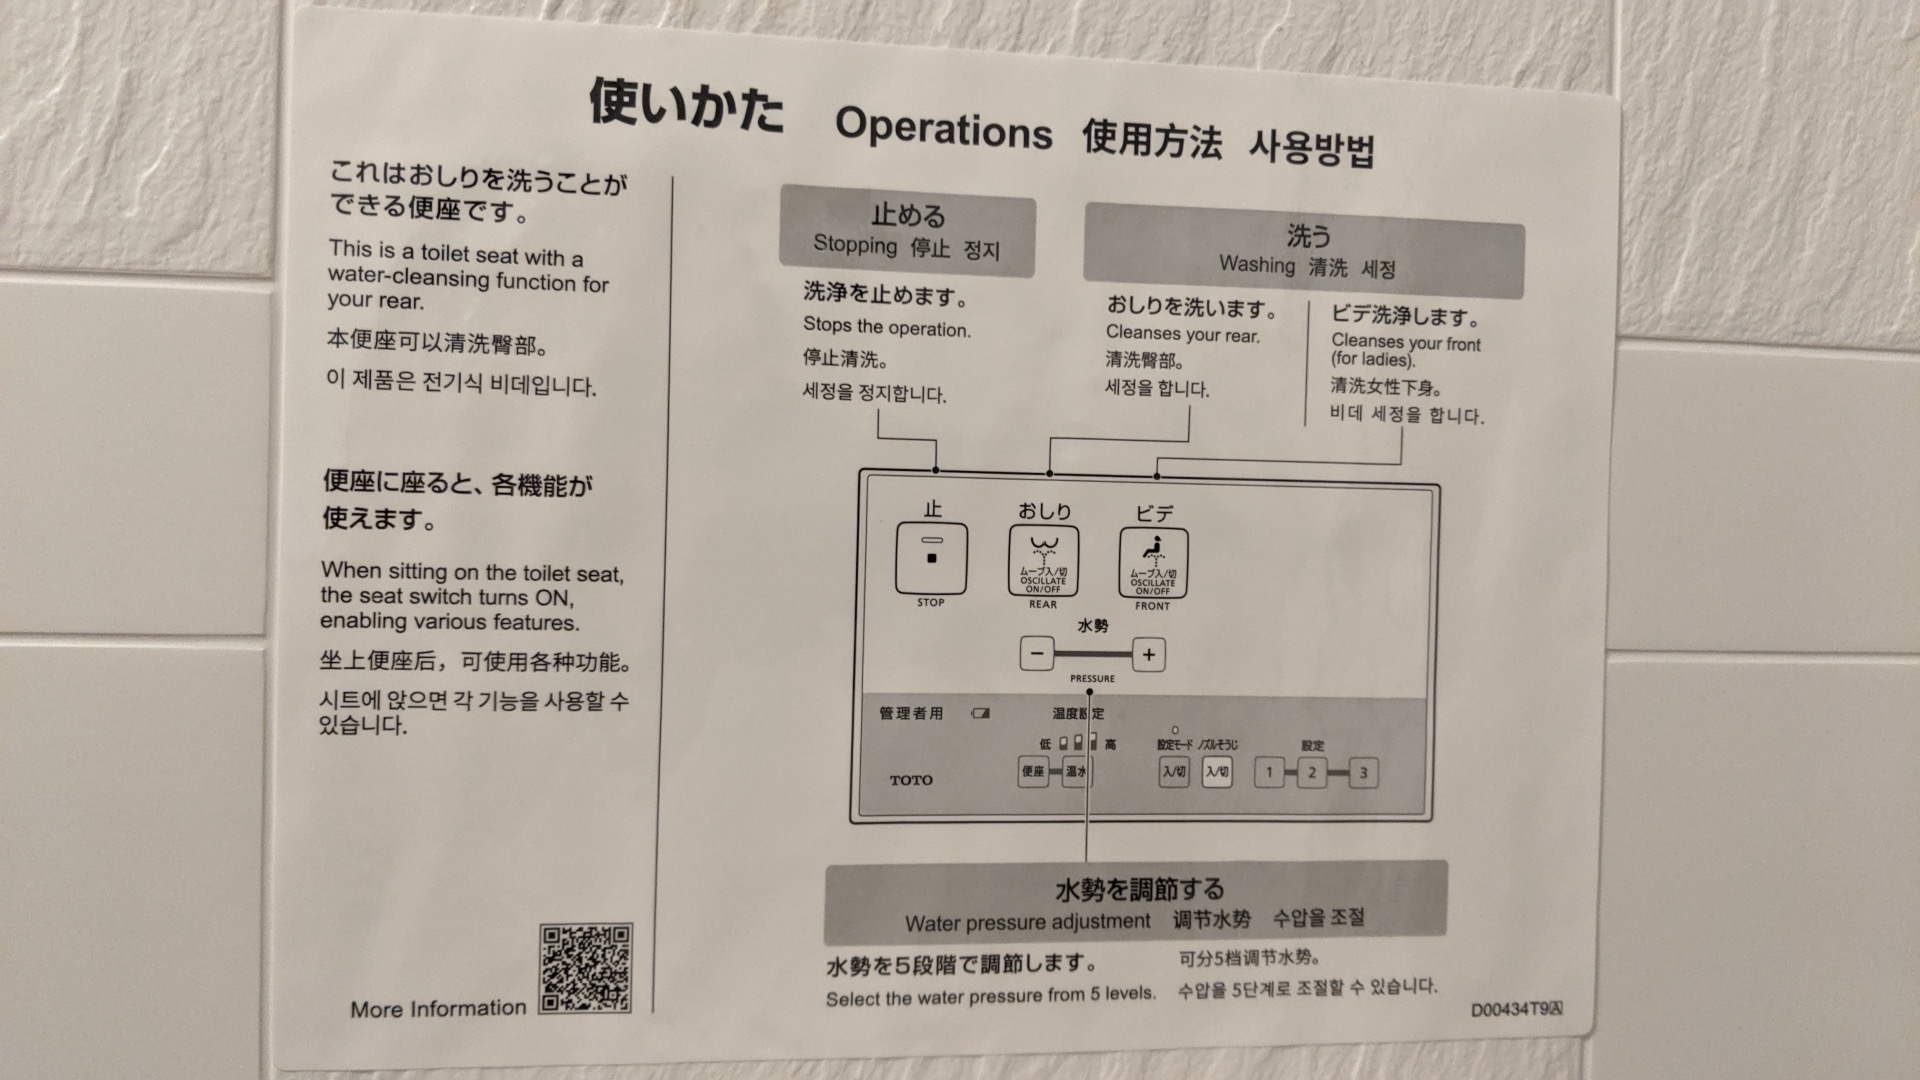 使いかた Operations 使用方法 사용방법
これはおしりを洗うことが
できる便座です。
This is a toilet seat with a
water-cleansing function for
your rear.
本便座可以清洗臀部。
이 제품은 전기식 비데입니다.
便座に座ると、各機能が
使えます。
When sitting on the toilet seat,
the seat switch turns ON,
enabling various features.
坐上便座后，可使用各种功能。
시트에 앉으면 각 기능을 사용할 수
있습니다.
More Information
止める
Stopping 停止 정지
洗浄を止めます。
Stops the operation.
停止清洗。
세정을 정지합니다.
洗う
Washing 清洗 세정
おしりを洗います。
Cleanses your rear.
清洗臀部。
세정을 합니다.
ビデ洗浄します。
Cleanses your front
(for ladies).
清洗女性下身。
비데 세정을 합니다.
止 おしり ビデ
ムーブ入/切
OSCILLATE
ON/OFF
ムーブ入/切
OSCILLATE
ON/OFF
STOP REAR FRONT
水勢
− +
PRESSURE
管理者用 温度設定
低 高 設定モード ノズルそうじ 設定
TOTO 便座 温水 入/切 入/切 1 2 3
水勢を調節する
Water pressure adjustment 调节水势 수압을 조절
水勢を5段階で調節します。
Select the water pressure from 5 levels.
可分5档调节水势。
수압을 5단계로 조절할 수 있습니다.
D00434T9A